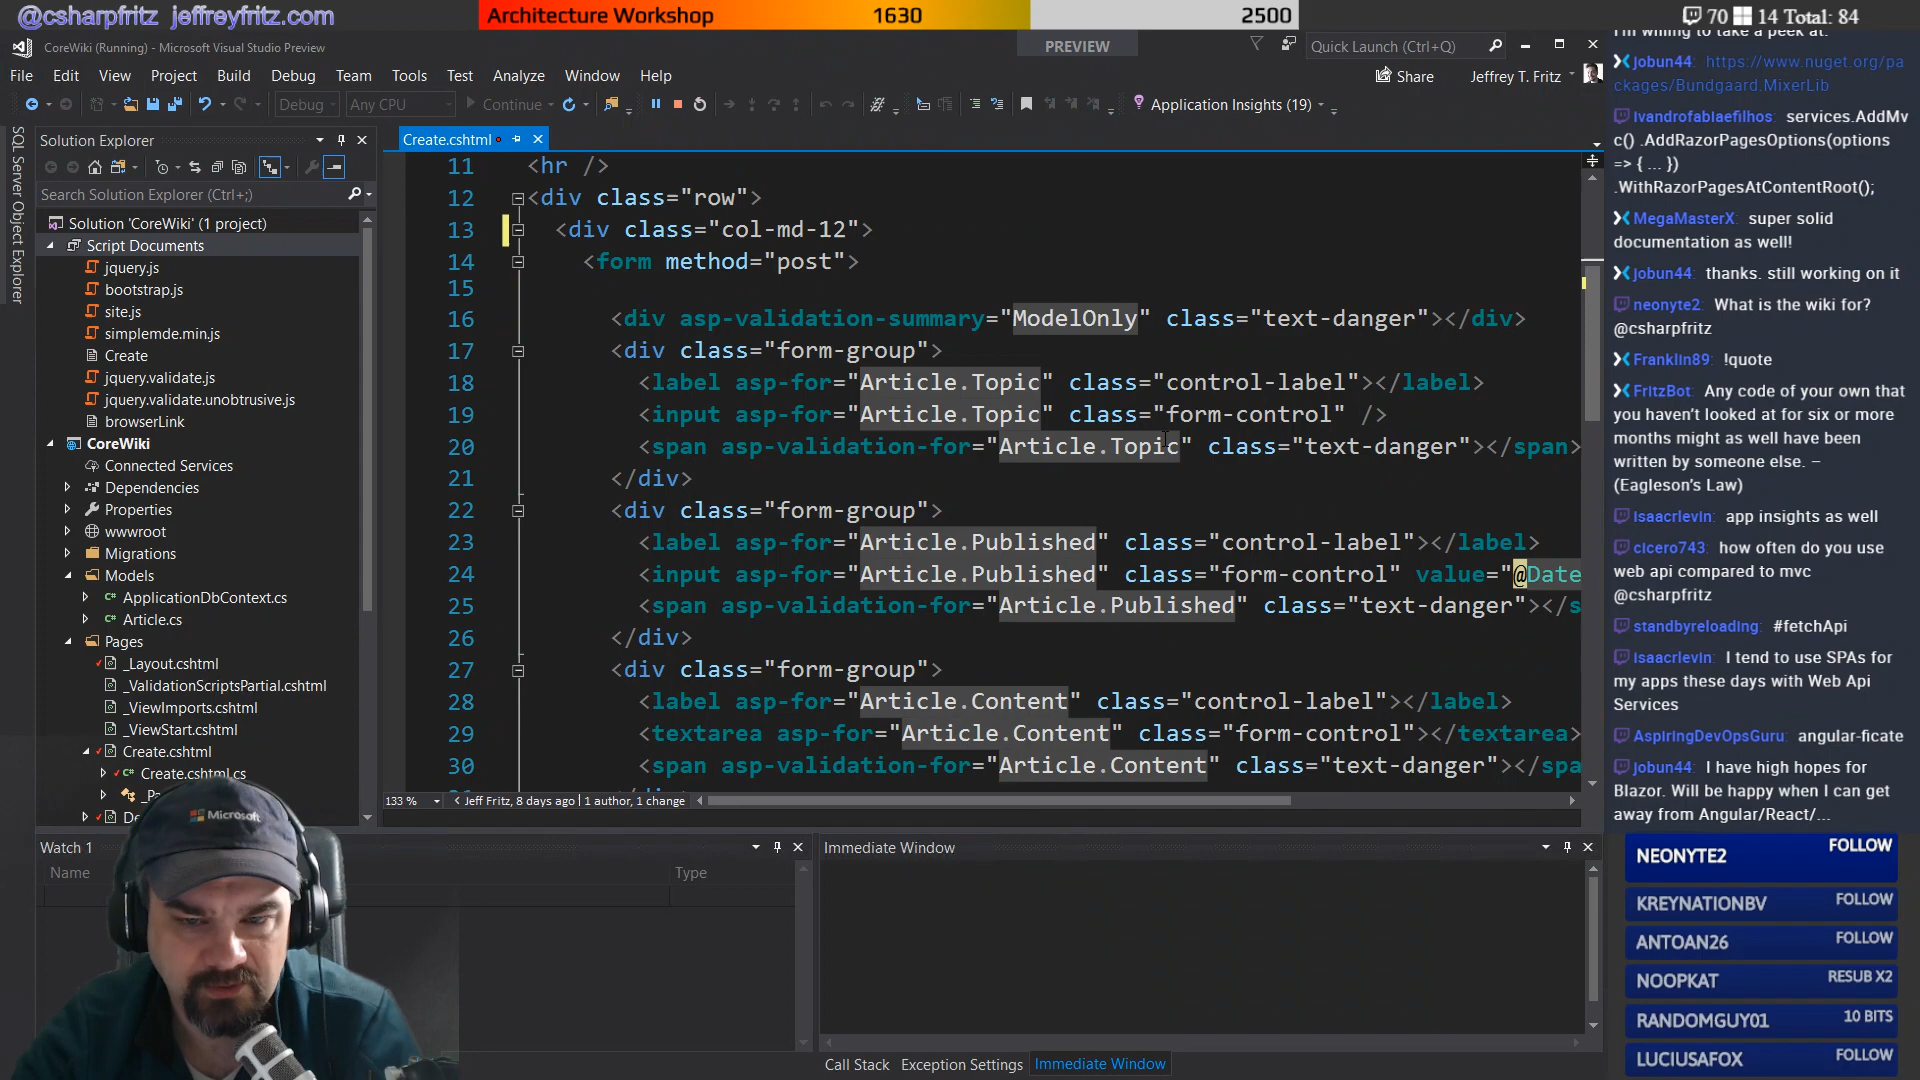 @csharpfritz jeffreyfritz.com
Architecture Workshop 1630 2500
70 14 Total: 84
CoreWiki (Running) - Microsoft Visual Studio Preview
PREVIEW
Quick Launch (Ctrl+Q)
File Edit View Project Build Debug Team Tools Test Analyze Window Help
Share Jeffrey T. Fritz
Debug Any CPU Continue Application Insights (19)
SQL Server Object Explorer
Solution Explorer
Search Solution Explorer (Ctrl+;)
Solution 'CoreWiki' (1 project)
Script Documents
jquery.js
bootstrap.js
site.js
simplemde.min.js
Create
jquery.validate.js
jquery.validate.unobtrusive.js
browserLink
CoreWiki
Connected Services
Dependencies
Properties
wwwroot
Migrations
Models
ApplicationDbContext.cs
Article.cs
Pages
_Layout.cshtml
_ValidationScriptsPartial.cshtml
_ViewImports.cshtml
_ViewStart.cshtml
Create.cshtml
Create.cshtml.cs
Create.cshtml
11 <hr />
12 <div class="row">
13 <div class="col-md-12">
14 <form method="post">
15
16 <div asp-validation-summary="ModelOnly" class="text-danger"></div>
17 <div class="form-group">
18 <label asp-for="Article.Topic" class="control-label"></label>
19 <input asp-for="Article.Topic" class="form-control" />
20 <span asp-validation-for="Article.Topic" class="text-danger"></span>
21 </div>
22 <div class="form-group">
23 <label asp-for="Article.Published" class="control-label"></label>
24 <input asp-for="Article.Published" class="form-control" value="@Date
25 <span asp-validation-for="Article.Published" class="text-danger"></s
26 </div>
27 <div class="form-group">
28 <label asp-for="Article.Content" class="control-label"></label>
29 <textarea asp-for="Article.Content" class="form-control"></textarea>
30 <span asp-validation-for="Article.Content" class="text-danger"></spa
133 % Jeff Fritz, 8 days ago | 1 author, 1 change
Watch 1
Name Type
Microsoft
Immediate Window
Call Stack Exception Settings Immediate Window
I'm willing to take a peek at.
jobun44: https://www.nuget.org/pa
ckages/Bundgaard.MixerLib
Ivandrofablaefilhos: services.AddMv
c() .AddRazorPagesOptions(options
=> { ... })
.WithRazorPagesAtContentRoot();
MegaMasterX: super solid
documentation as well!
jobun44: thanks. still working on it
neonyte2: What is the wiki for?
@csharpfritz
Franklin89: !quote
FritzBot: Any code of your own that
you haven't looked at for six or more
months might as well have been
written by someone else. –
(Eagleson's Law)
isaacrlevin: app insights as well
cicero743: how often do you use
web api compared to mvc
@csharpfritz
standbyreloading: #fetchApi
isaacrlevin: I tend to use SPAs for
my apps these days with Web Api
Services
AspiringDevOpsGuru: angular-ficate
jobun44: I have high hopes for
Blazor. Will be happy when I can get
away from Angular/React/...
NEONYTE2 FOLLOW
KREYNATIONBV FOLLOW
ANTOAN26 FOLLOW
NOOPKAT RESUB X2
RANDOMGUY01 10 BITS
LUCIUSAFOX FOLLOW